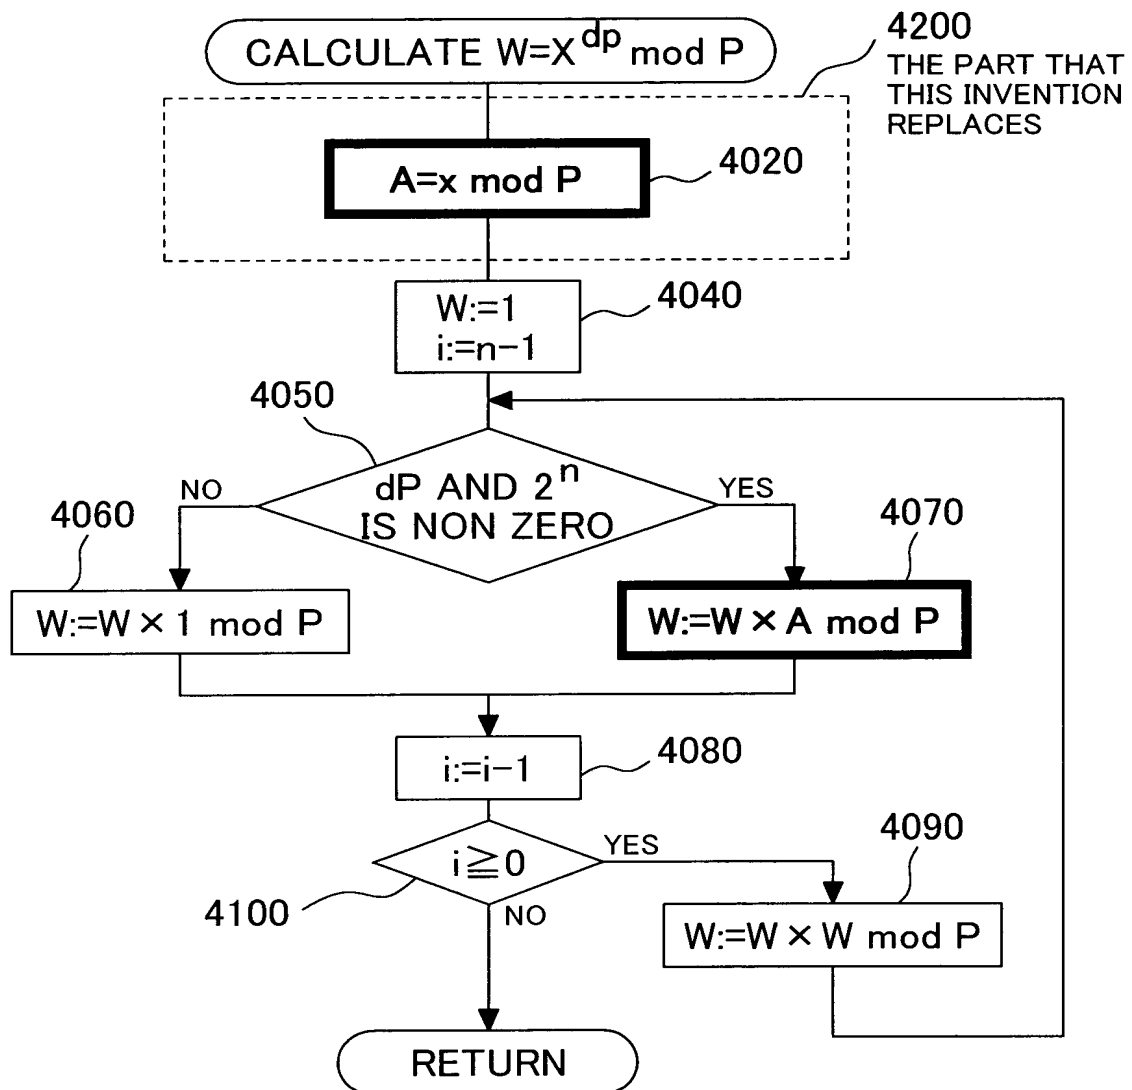 CALCULATE W=X^dp mod P
4200
THE PART THAT
THIS INVENTION
REPLACES
A=x mod P
4020
W:=1
i:=n-1
4040
4050
dP AND 2^n
IS NON ZERO
NO
YES
4060
4070
W:=W × 1 mod P
W:=W × A mod P
i:=i-1
4080
i≧0
YES
4090
4100
NO
W:=W × W mod P
RETURN